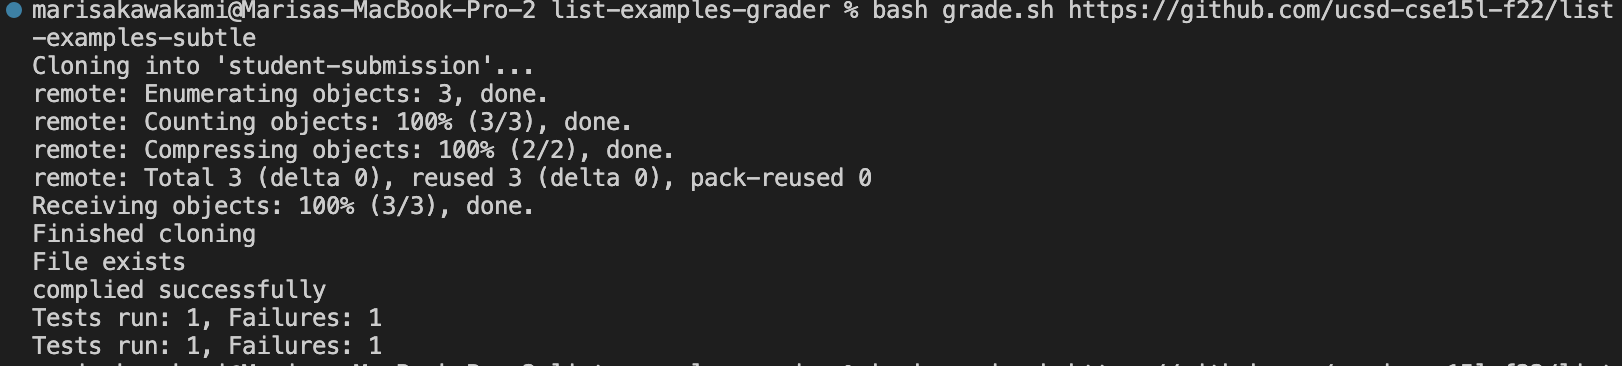 marisakawakami@Marisas-MacBook-Pro-2 list-examples-grader % bash grade.sh https://github.com/ucsd-cse15l-f22/list
-examples-subtle
Cloning into 'student-submission'...
remote: Enumerating objects: 3, done.
remote: Counting objects: 100% (3/3), done.
remote: Compressing objects: 100% (2/2), done.
remote: Total 3 (delta 0), reused 3 (delta 0), pack-reused 0
Receiving objects: 100% (3/3), done.
Finished cloning
File exists
complied successfully
Tests run: 1, Failures: 1
Tests run: 1, Failures: 1